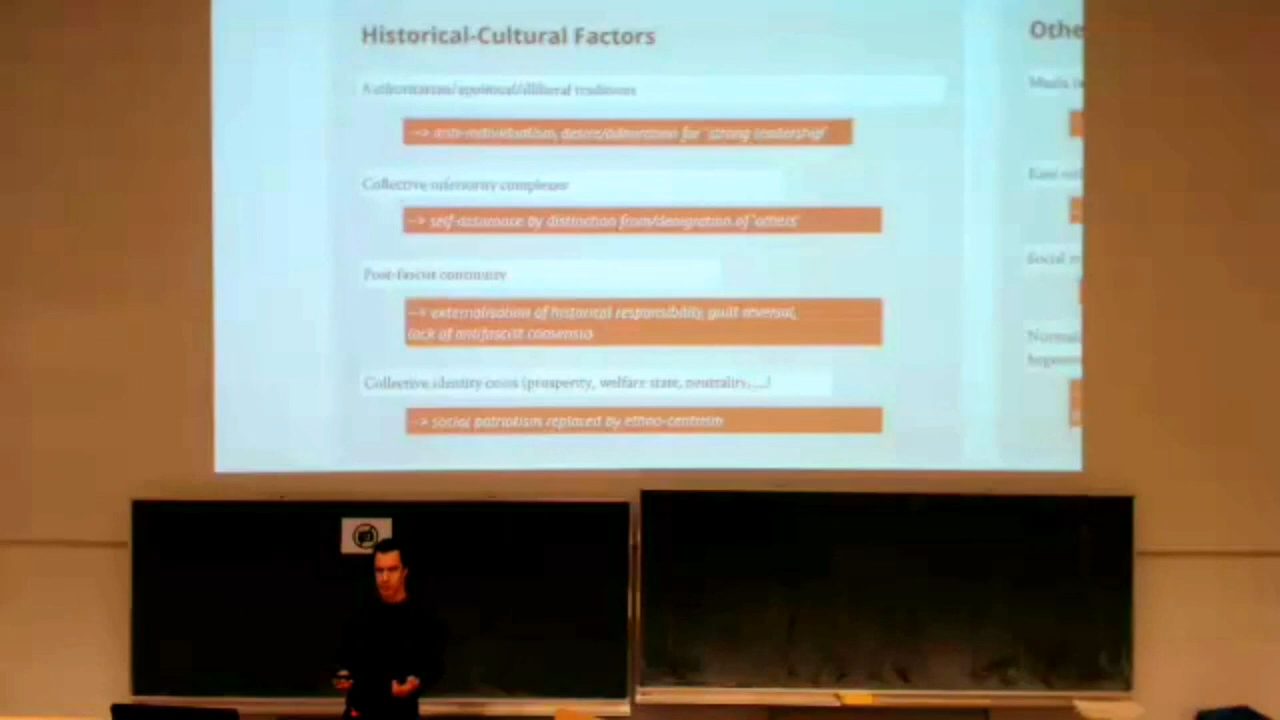 Historical-Cultural Factors
Authoritarian/apolitical/illiberal traditions
--> anti-individualism, desire/admiration for 'strong leadership'
Collective inferiority complexes
--> self-assurance by distinction from/denigration of 'others'
Post-fascist continuity
--> externalisation of historical responsibility, guilt reversal,
lack of antifascist consensus
Collective identity crisis (prosperity, welfare state, neutrality,...)
--> social patriotism replaced by ethno-centrism
Othe
Social